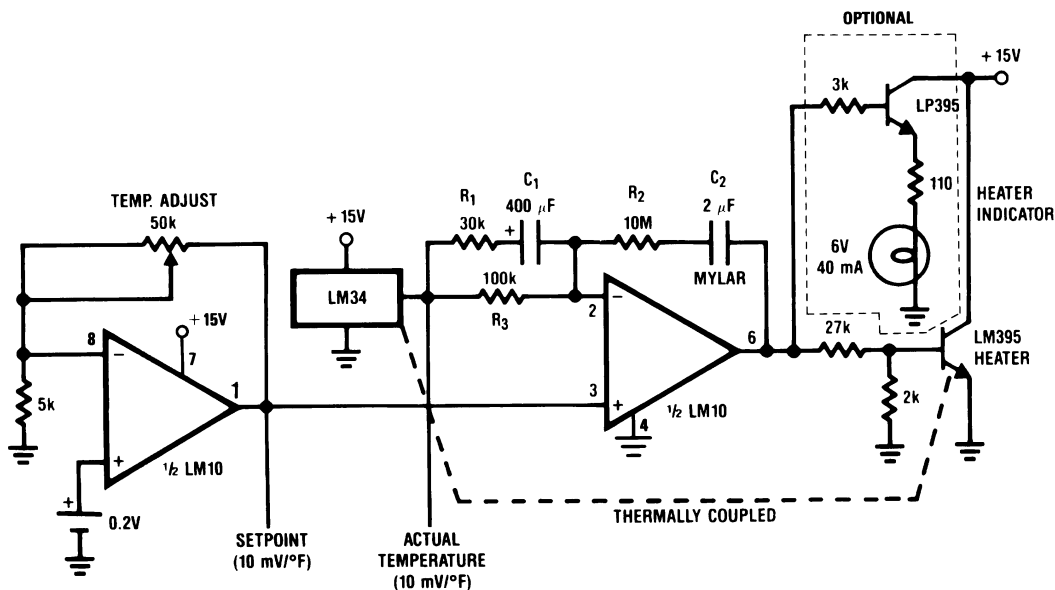 OPTIONAL
+15V
3k
LP395
110
HEATER
INDICATOR
6V
40 mA
TEMP. ADJUST
50k
R1
30k
C1
400 µF
+
R2
10M
C2
2 µF
MYLAR
+15V
LM34
100k
R3
+15V
8
−
7
1
5k
+
½ LM10
+
0.2V
2
−
6
3
+
4
½ LM10
27k
2k
LM395
HEATER
THERMALLY COUPLED
SETPOINT
(10 mV/°F)
ACTUAL
TEMPERATURE
(10 mV/°F)